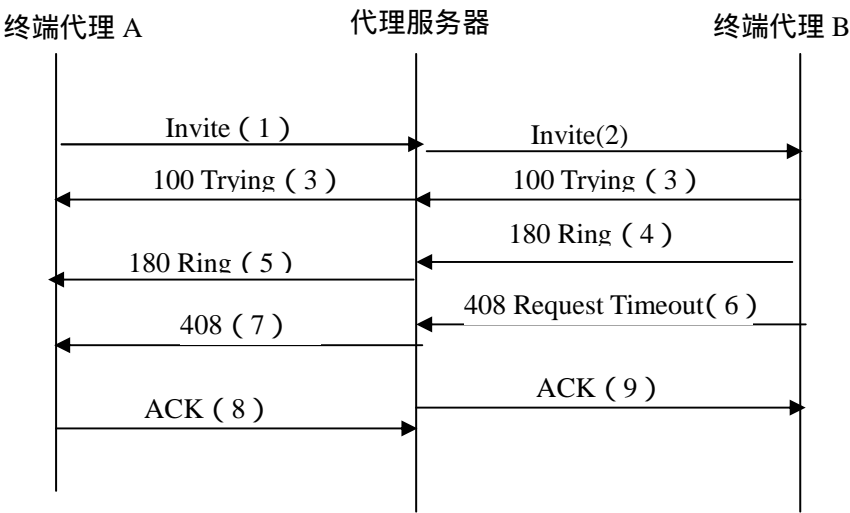 终端代理 A
代理服务器
终端代理 B
Invite（1）
Invite(2)
100 Trying（3）
100 Trying（3）
180 Ring（4）
180 Ring（5）
408 Request Timeout（6）
408（7）
ACK（9）
ACK（8）